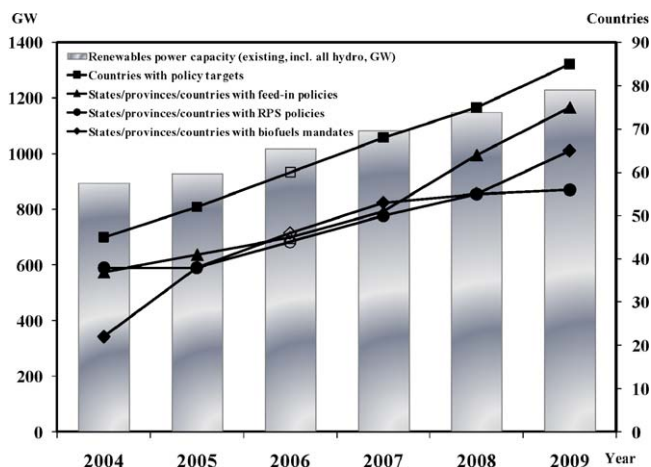 GW
Countries
1400
1200
1000
800
600
400
200
0
90
80
70
60
50
40
30
20
10
0
Renewables power capacity (existing, incl. all hydro, GW)
Countries with policy targets
States/provinces/countries with feed-in policies
States/provinces/countries with RPS policies
States/provinces/countries with biofuels mandates
2004 2005 2006 2007 2008 2009 Year